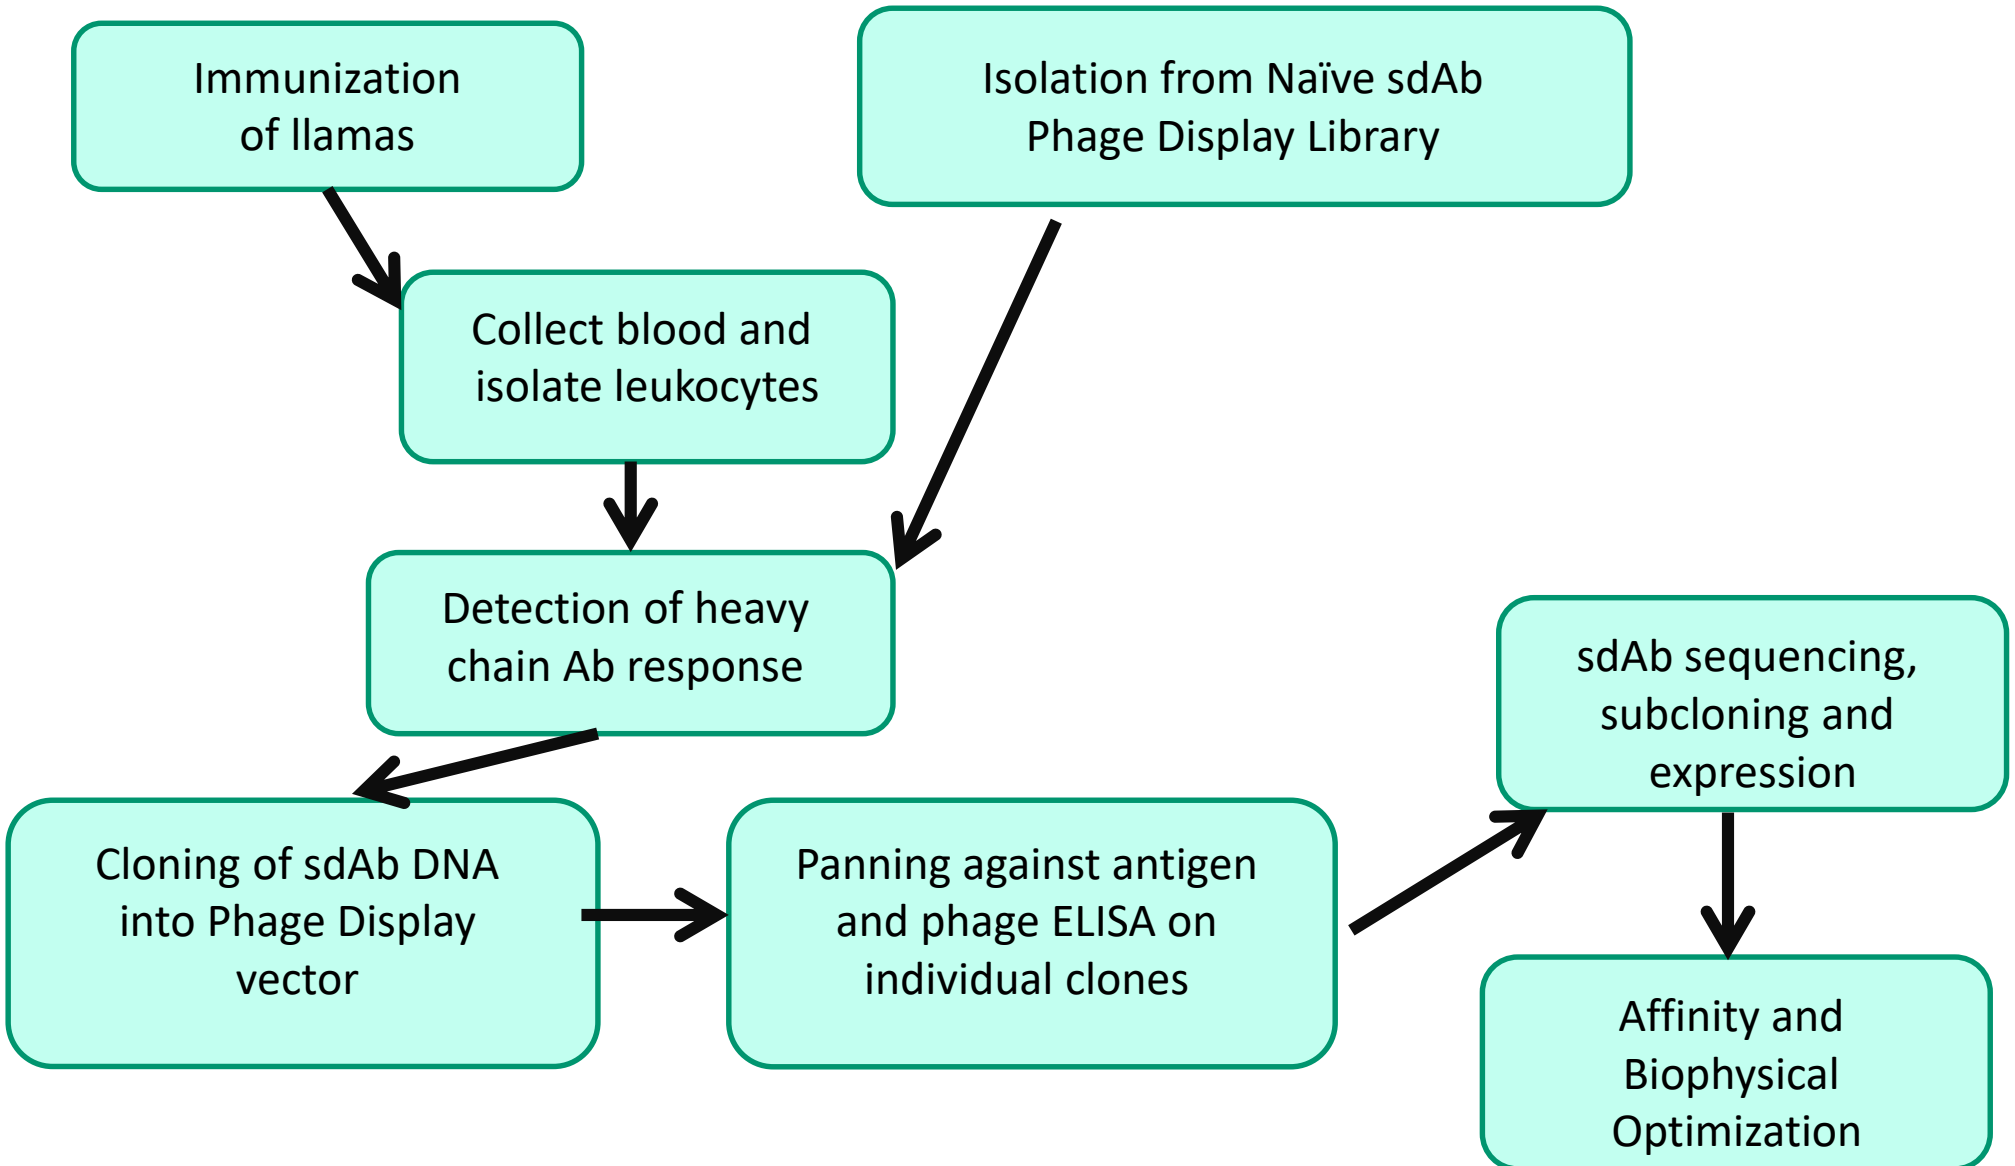 Immunization
of llamas
Isolation from Naïve sdAb
Phage Display Library
Collect blood and
isolate leukocytes
Detection of heavy
chain Ab response
Cloning of sdAb DNA
into Phage Display
vector
Panning against antigen
and phage ELISA on
individual clones
sdAb sequencing,
subcloning and
expression
Affinity and
Biophysical
Optimization